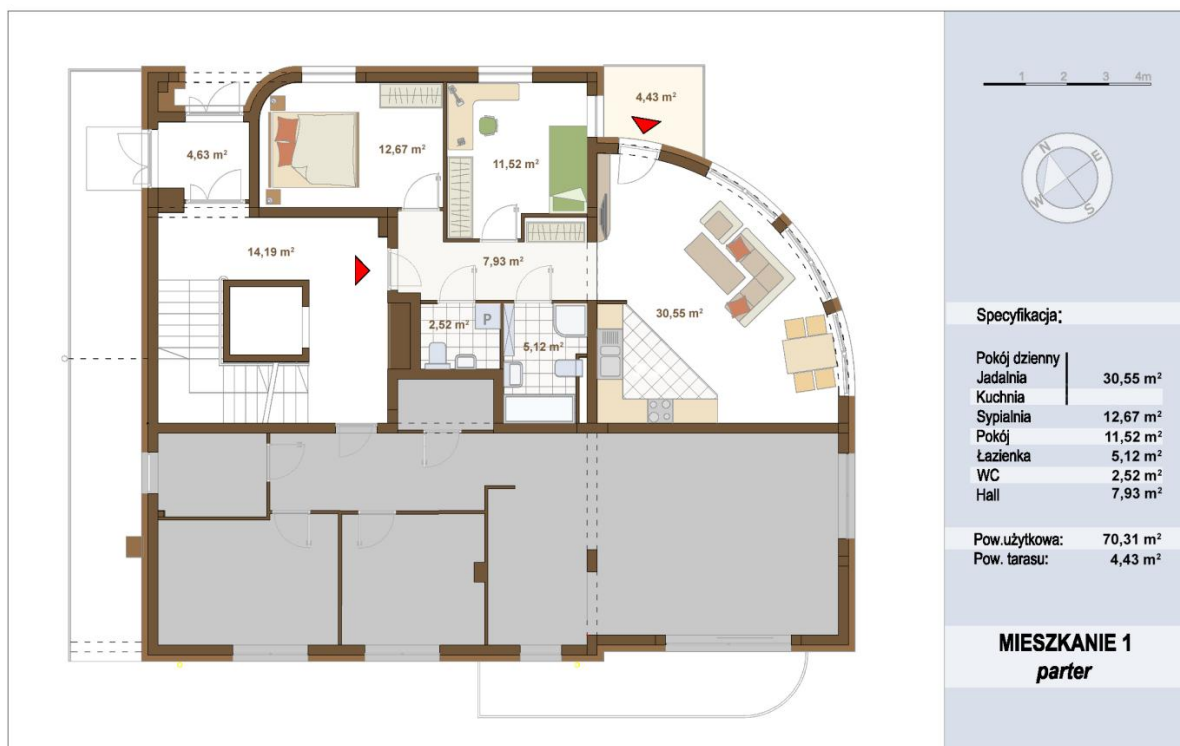 4,43 m²
4,63 m²
12,67 m²
11,52 m²
14,19 m²
7,93 m²
2,52 m²
P
5,12 m²
30,55 m²
1 2 3 4m
N
E
W
S
Specyfikacja:
Pokój dzienny
Jadalnia 30,55 m²
Kuchnia
Sypialnia 12,67 m²
Pokój 11,52 m²
Łazienka 5,12 m²
WC 2,52 m²
Hall 7,93 m²
Pow.użytkowa: 70,31 m²
Pow. tarasu: 4,43 m²
MIESZKANIE 1
parter